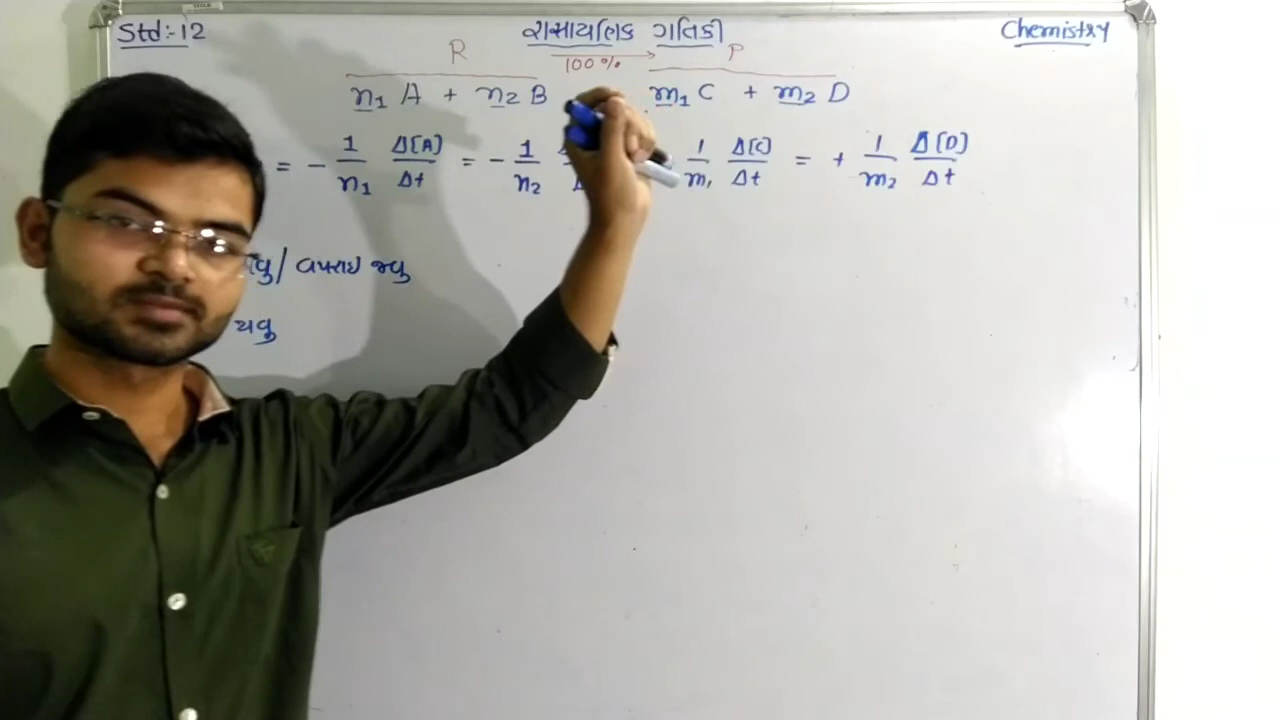 Std:- 12 રાસાયણિક ગતિકી Chemistry
R 100% P
n1 A + n2 B m1 C + m2 D
= - 1/n1 Δ[A]/Δt = - 1/n2 1/m1 Δ[C]/Δt = + 1/m2 Δ[D]/Δt
/ વપરાઇ જવુ
થવુ